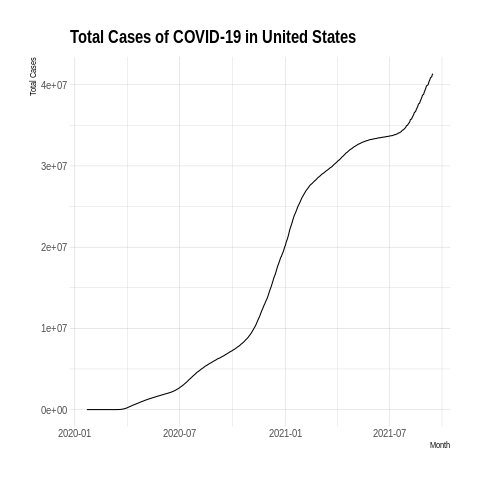 Total Cases of COVID-19 in United States
Total Cases
4e+07
3e+07
2e+07
1e+07
0e+00
2020-01 2020-07 2021-01 2021-07
Month